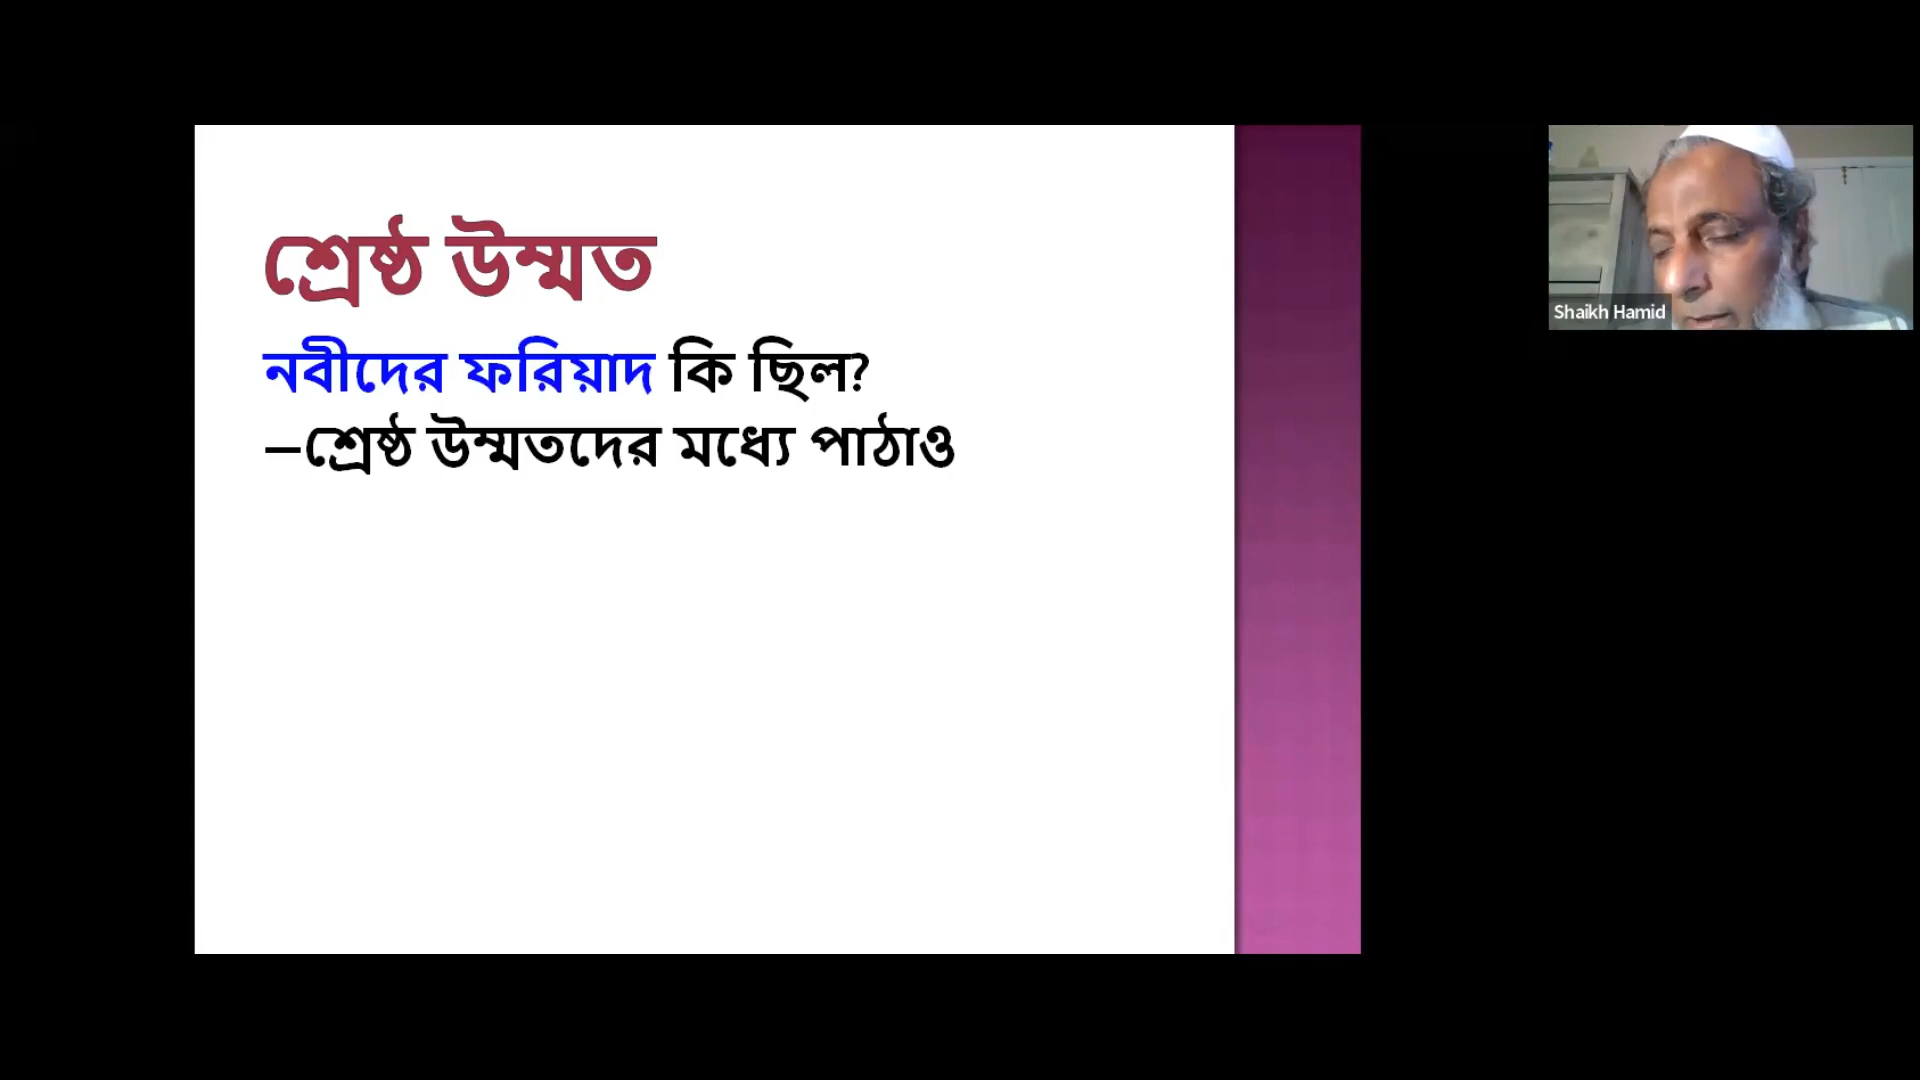 শ্রেষ্ঠ উম্মত
নবীদের ফরিয়াদ কি ছিল?
–শ্রেষ্ঠ উম্মতদের মধ্যে পাঠাও
Shaikh Hamid